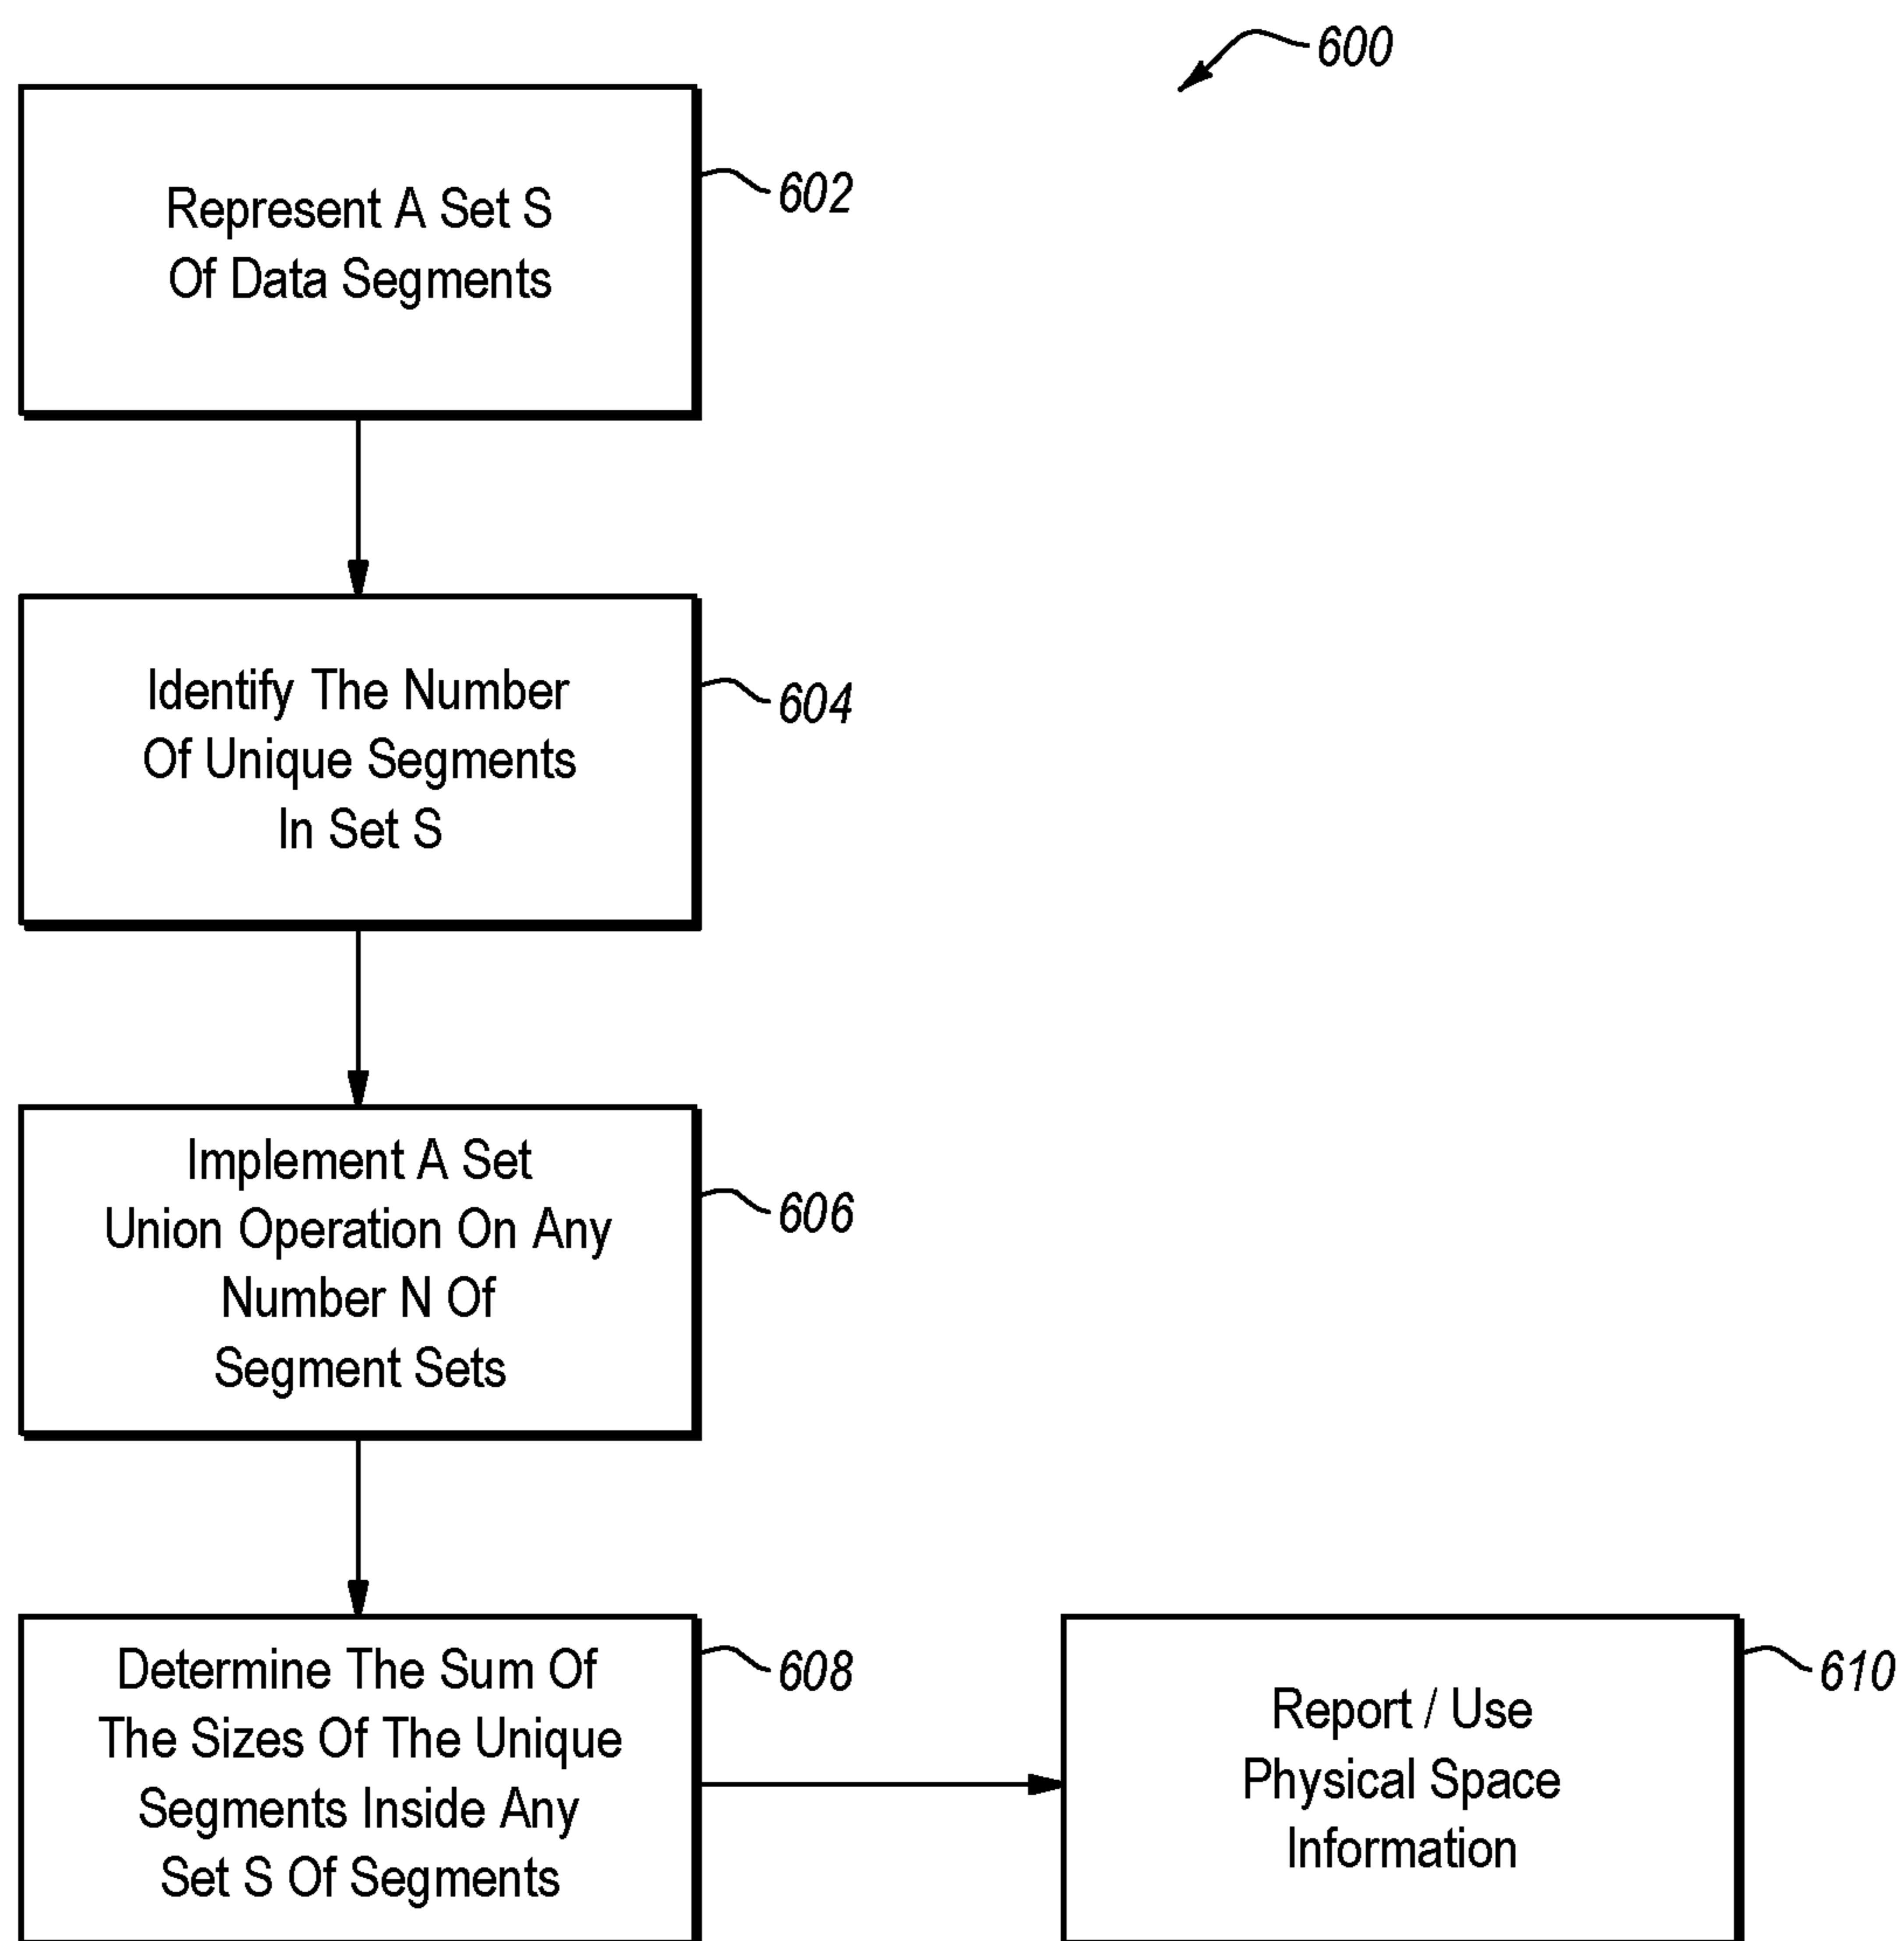 600
Represent A Set S
Of Data Segments
602
Identify The Number
Of Unique Segments
In Set S
604
Implement A Set
Union Operation On Any
Number N Of
Segment Sets
606
Determine The Sum Of
The Sizes Of The Unique
Segments Inside Any
Set S Of Segments
608
Report / Use
Physical Space
Information
610